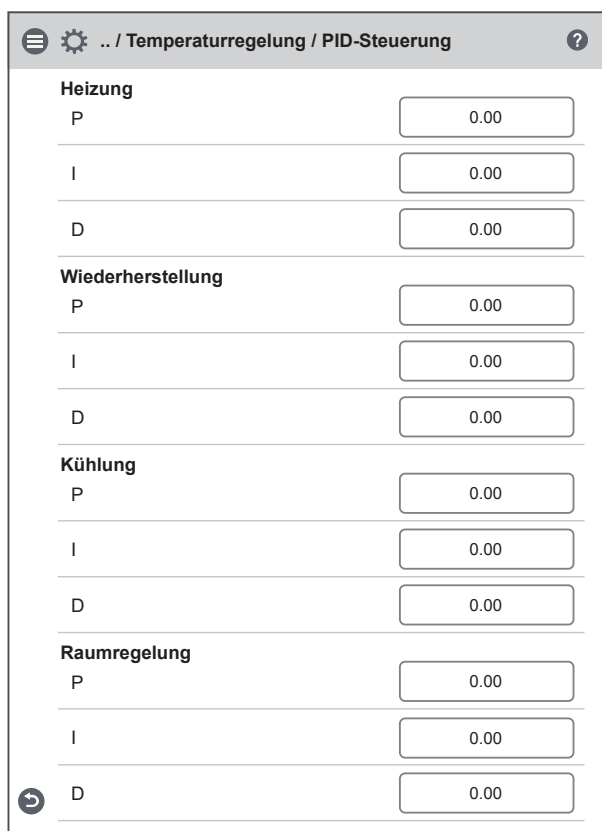 .. / Temperaturregelung / PID-Steuerung ?
Heizung
P 0.00
I 0.00
D 0.00
Wiederherstellung
P 0.00
I 0.00
D 0.00
Kühlung
P 0.00
I 0.00
D 0.00
Raumregelung
P 0.00
I 0.00
D 0.00